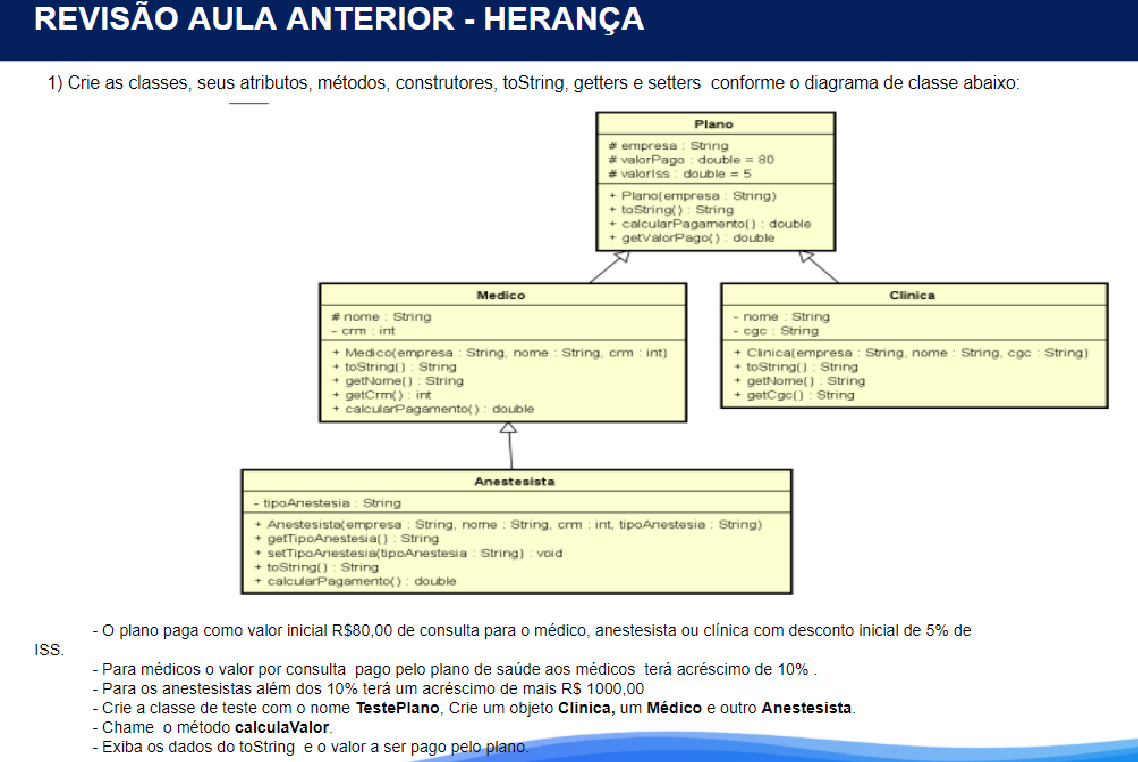 REVISÃO AULA ANTERIOR - HERANÇA
1) Crie as classes, seus atributos, métodos, construtores, toString, getters e setters conforme o diagrama de classe abaixo:
Plano
# empresa : String
# valorPago : double = 80
# valorIss : double = 5
+ Plano(empresa : String)
+ toString() : String
+ calcularPagamento() : double
+ getValorPago() : double
Medico
# nome : String
- crm : int
+ Medico(empresa : String, nome : String, crm : int)
+ toString() : String
+ getNome() : String
+ getCrm() : int
+ calcularPagamento() : double
Clinica
- nome : String
- cgc : String
+ Clinica(empresa : String, nome : String, cgc : String)
+ toString() : String
+ getNome() : String
+ getCgc() : String
Anestesista
- tipoAnestesia : String
+ Anestesista(empresa : String, nome : String, crm : int, tipoAnestesia : String)
+ getTipoAnestesia() : String
+ setTipoAnestesia(tipoAnestesia : String) : void
+ toString() : String
+ calcularPagamento() : double
- O plano paga como valor inicial R$80,00 de consulta para o médico, anestesista ou clínica com desconto inicial de 5% de
ISS.
- Para médicos o valor por consulta pago pelo plano de saúde aos médicos terá acréscimo de 10% .
- Para os anestesistas além dos 10% terá um acréscimo de mais R$ 1000,00
- Crie a classe de teste com o nome TestePlano, Crie um objeto Clinica, um Médico e outro Anestesista.
- Chame o método calculaValor.
- Exiba os dados do toString e o valor a ser pago pelo plano.